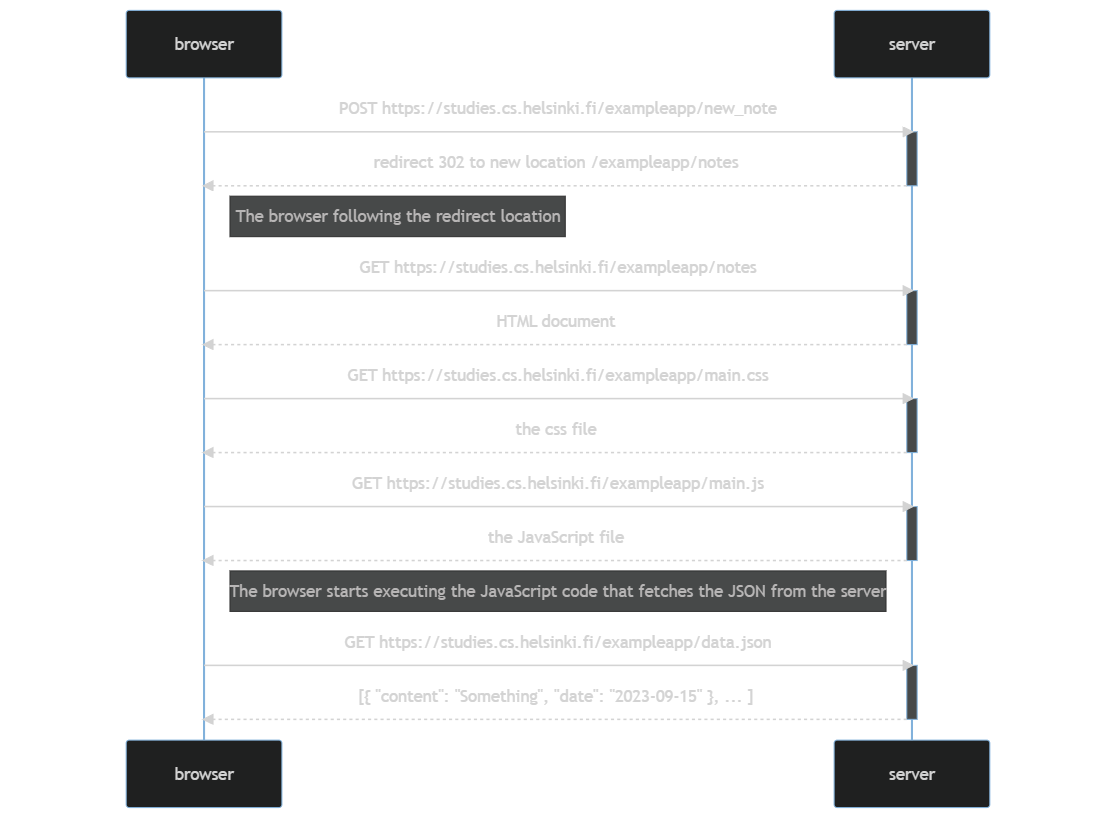 browser
server
POST https://studies.cs.helsinki.fi/exampleapp/new_note
redirect 302 to new location /exampleapp/notes
The browser following the redirect location
GET https://studies.cs.helsinki.fi/exampleapp/notes
HTML document
GET https://studies.cs.helsinki.fi/exampleapp/main.css
the css file
GET https://studies.cs.helsinki.fi/exampleapp/main.js
the JavaScript file
The browser starts executing the JavaScript code that fetches the JSON from the server
GET https://studies.cs.helsinki.fi/exampleapp/data.json
[{ "content": "Something", "date": "2023-09-15" }, ... ]
browser
server